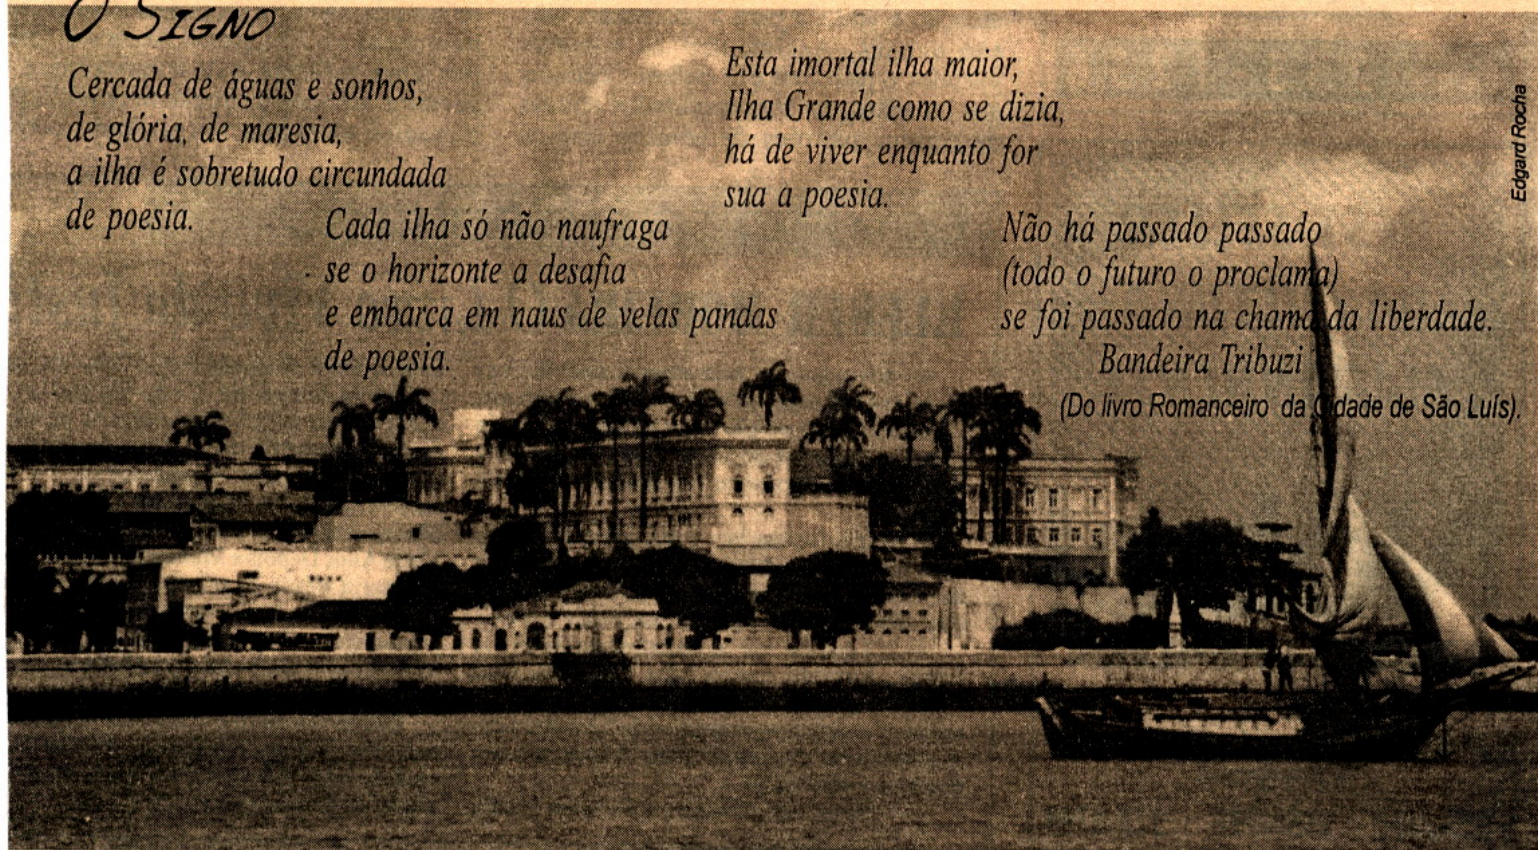 O SIGNO
Cercada de águas e sonhos,
de glória, de maresia,
a ilha é sobretudo circundada
de poesia.
Cada ilha só não naufraga
se o horizonte a desafia
e embarca em naus de velas pandas
de poesia.
Esta imortal ilha maior,
Ilha Grande como se dizia,
há de viver enquanto for
sua a poesia.
Não há passado passado
(todo o futuro o proclama)
se foi passado na chama da liberdade.
Bandeira Tribuzi
(Do livro Romanceiro da Cidade de São Luís).
Edgard Rocha